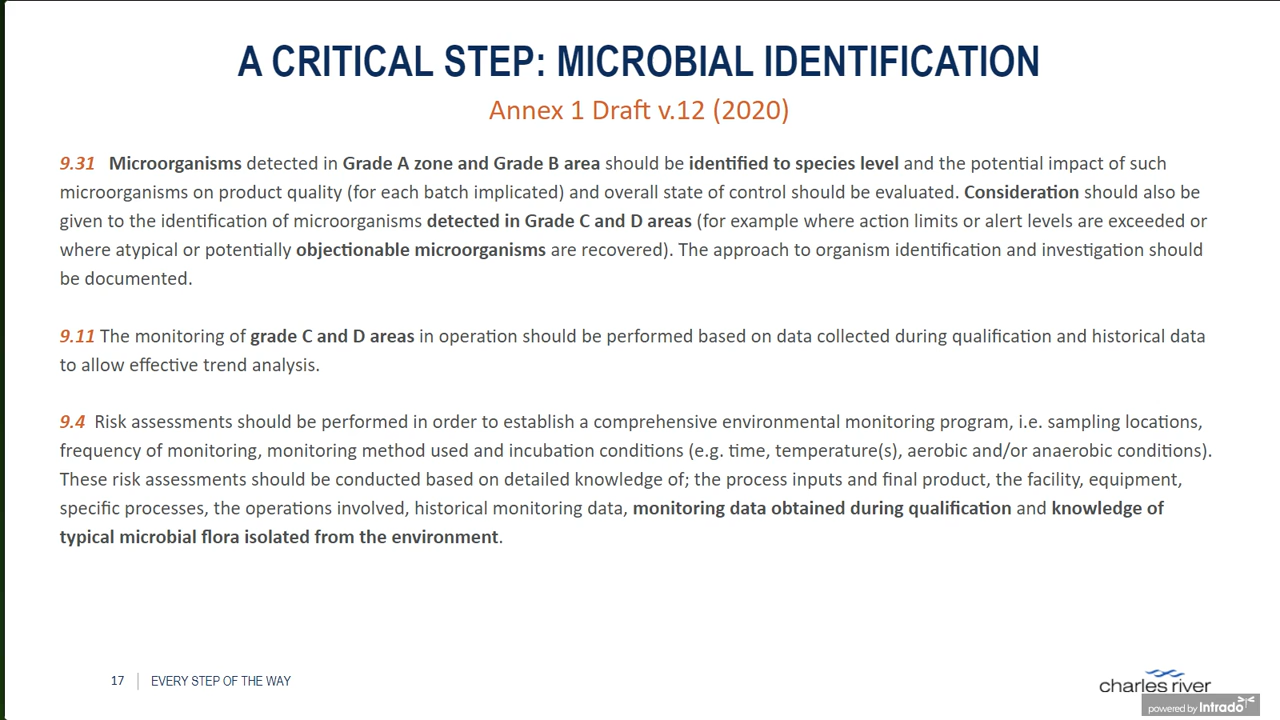 A CRITICAL STEP: MICROBIAL IDENTIFICATION
Annex 1 Draft v.12 (2020)
9.31 Microorganisms detected in Grade A zone and Grade B area should be identified to species level and the potential impact of such
microorganisms on product quality (for each batch implicated) and overall state of control should be evaluated. Consideration should also be
given to the identification of microorganisms detected in Grade C and D areas (for example where action limits or alert levels are exceeded or
where atypical or potentially objectionable microorganisms are recovered). The approach to organism identification and investigation should
be documented.
9.11 The monitoring of grade C and D areas in operation should be performed based on data collected during qualification and historical data
to allow effective trend analysis.
9.4 Risk assessments should be performed in order to establish a comprehensive environmental monitoring program, i.e. sampling locations,
frequency of monitoring, monitoring method used and incubation conditions (e.g. time, temperature(s), aerobic and/or anaerobic conditions).
These risk assessments should be conducted based on detailed knowledge of; the process inputs and final product, the facility, equipment,
specific processes, the operations involved, historical monitoring data, monitoring data obtained during qualification and knowledge of
typical microbial flora isolated from the environment.
17 EVERY STEP OF THE WAY
charles river
powered by Intrado